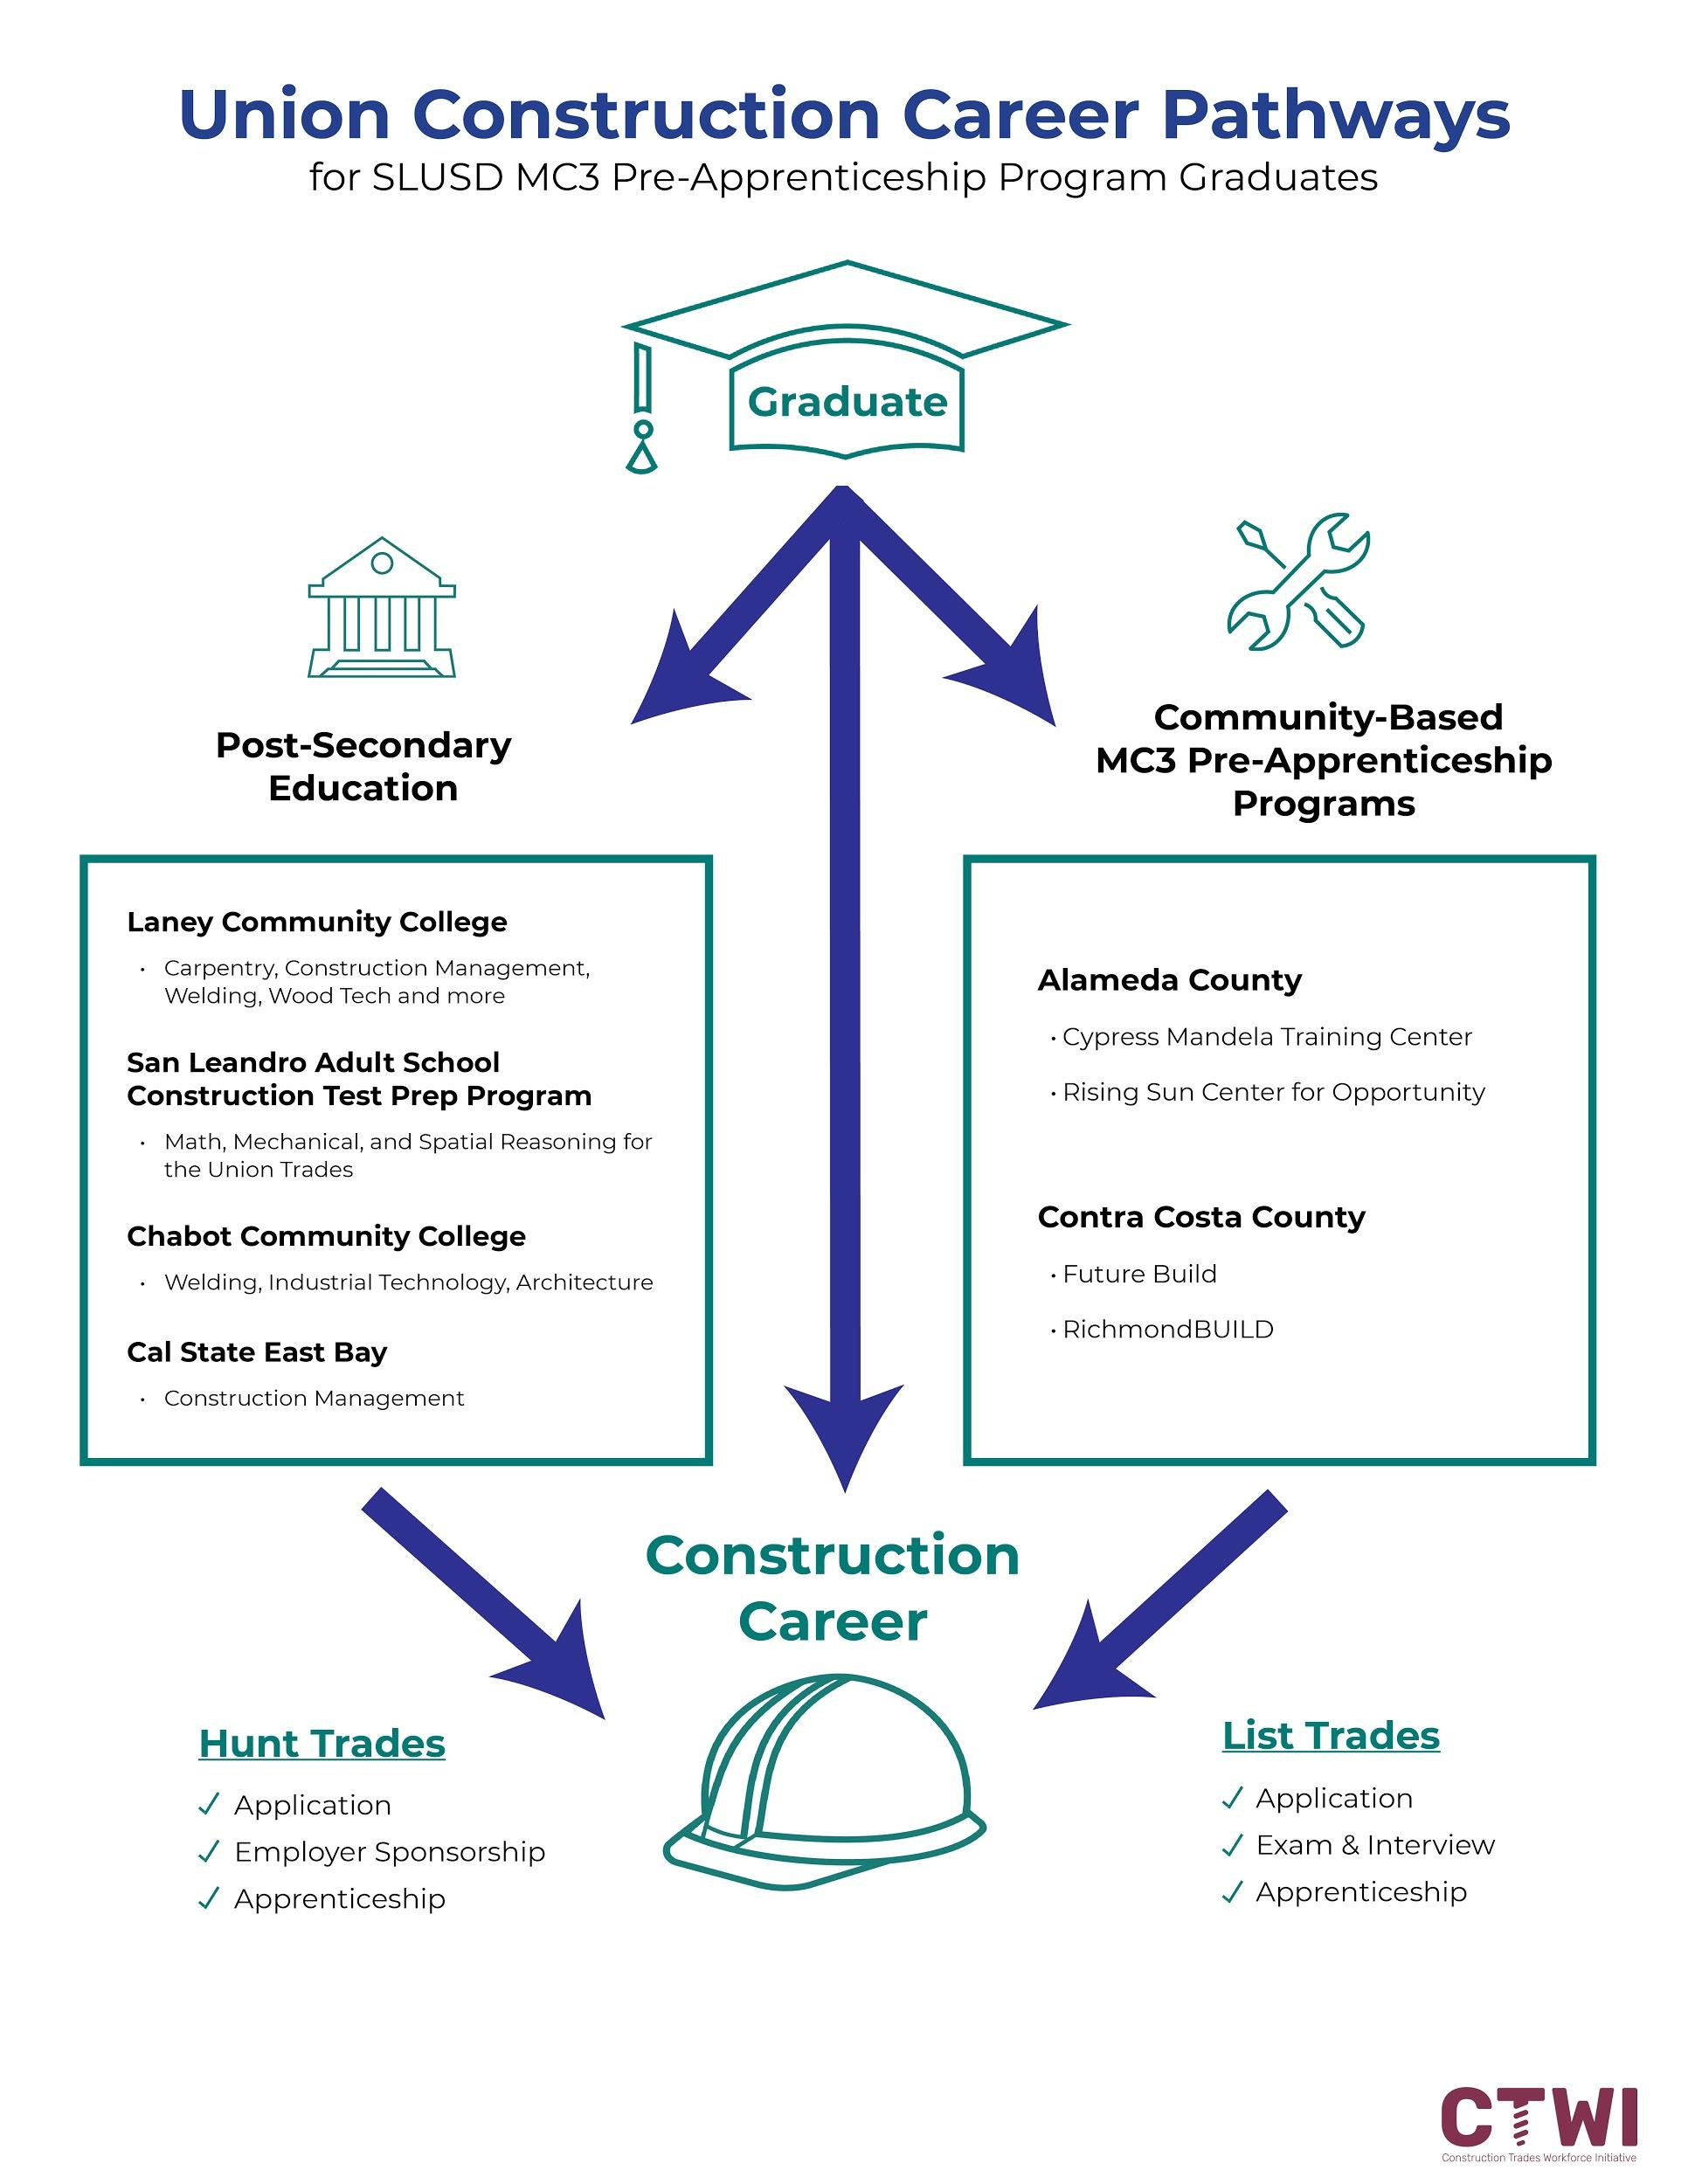 Union Construction Career Pathways
for SLUSD MC3 Pre-Apprenticeship Program Graduates
Graduate
Post-Secondary
Education
Laney Community College
• Carpentry, Construction Management,
Welding, Wood Tech and more
San Leandro Adult School
Construction Test Prep Program
• Math, Mechanical, and Spatial Reasoning for
the Union Trades
Chabot Community College
• Welding, Industrial Technology, Architecture
Cal State East Bay
• Construction Management
Community-Based
MC3 Pre-Apprenticeship
Programs
Alameda County
• Cypress Mandela Training Center
• Rising Sun Center for Opportunity
Contra Costa County
• Future Build
• RichmondBUILD
Construction
Career
Hunt Trades
✓ Application
✓ Employer Sponsorship
✓ Apprenticeship
List Trades
✓ Application
✓ Exam & Interview
✓ Apprenticeship
CTWI
Construction Trades Workforce Initiative